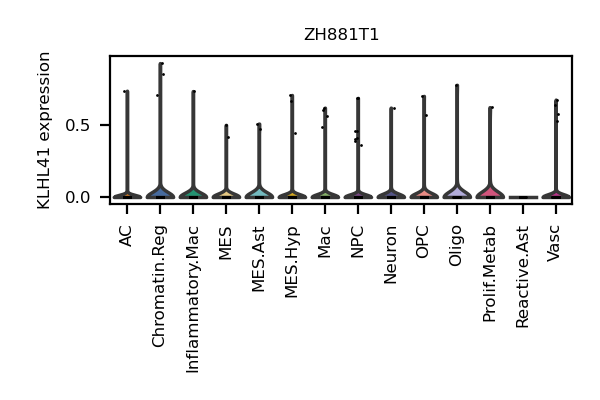 ZH881T1
KLHL41 expression
0.5
0.0
AC
Chromatin.Reg
Inflammatory.Mac
MES
MES.Ast
MES.Hyp
Mac
NPC
Neuron
OPC
Oligo
Prolif.Metab
Reactive.Ast
Vasc